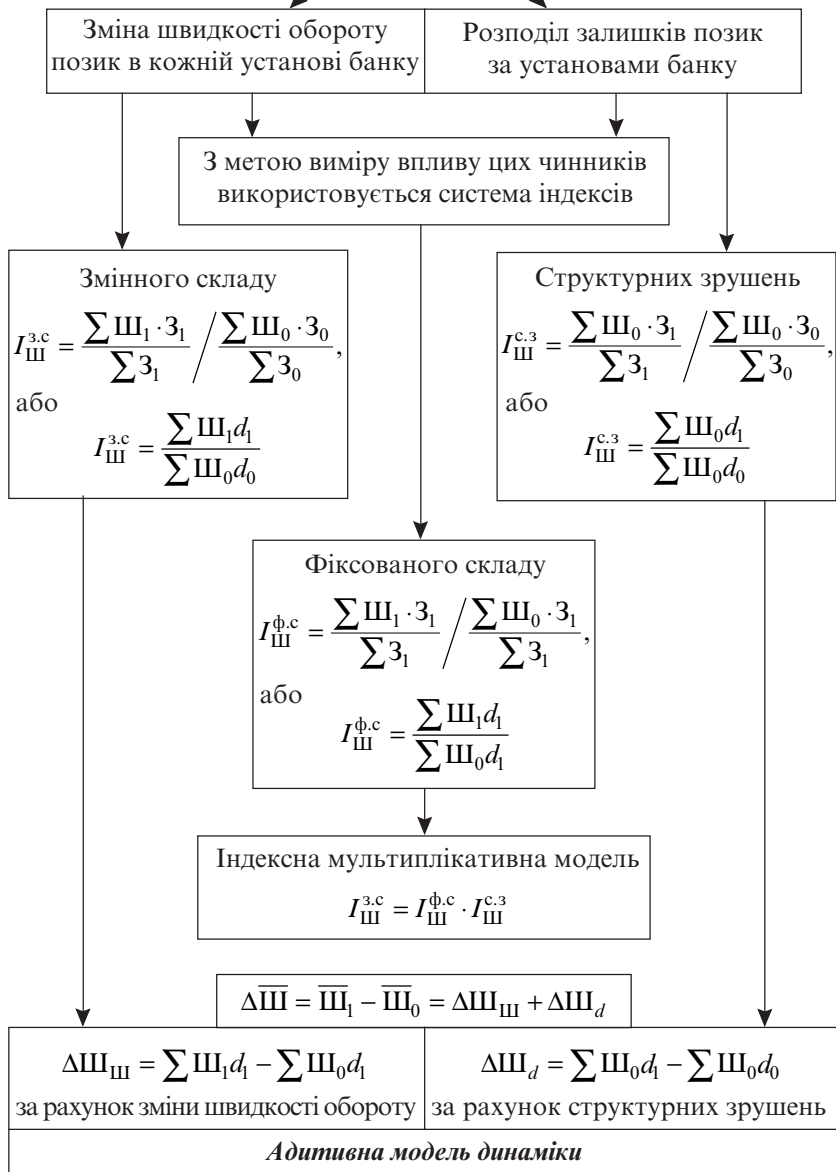 Зміна швидкості обороту
позик в кожній установі банку
Розподіл залишків позик
за установами банку
З метою виміру впливу цих чинників
використовується система індексів
Змінного складу
I_Ш^{з.с} = ∑Ш₁·З₁/∑З₁ / ∑Ш₀·З₀/∑З₀,
або
I_Ш^{з.с} = ∑Ш₁d₁/∑Ш₀d₀
Структурних зрушень
I_Ш^{с.з} = ∑Ш₀·З₁/∑З₁ / ∑Ш₀·З₀/∑З₀,
або
I_Ш^{с.з} = ∑Ш₀d₁/∑Ш₀d₀
Фіксованого складу
I_Ш^{ф.с} = ∑Ш₁·З₁/∑З₁ / ∑Ш₀·З₁/∑З₁,
або
I_Ш^{ф.с} = ∑Ш₁d₁/∑Ш₀d₁
Індексна мультиплікативна модель
I_Ш^{з.с} = I_Ш^{ф.с} · I_Ш^{с.з}
ΔШ̅ = Ш̅₁ − Ш̅₀ = ΔШ_Ш + ΔШ_d
ΔШ_Ш = ∑Ш₁d₁ − ∑Ш₀d₁
за рахунок зміни швидкості обороту
ΔШ_d = ∑Ш₀d₁ − ∑Ш₀d₀
за рахунок структурних зрушень
Адитивна модель динаміки